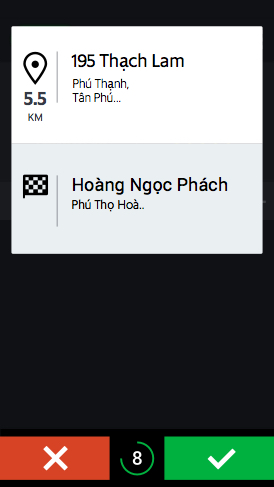 195 Thạch Lam
Phú Thạnh,
Tân Phú...
5.5
KM
Hoàng Ngọc Phách
Phú Thọ Hoà..
8